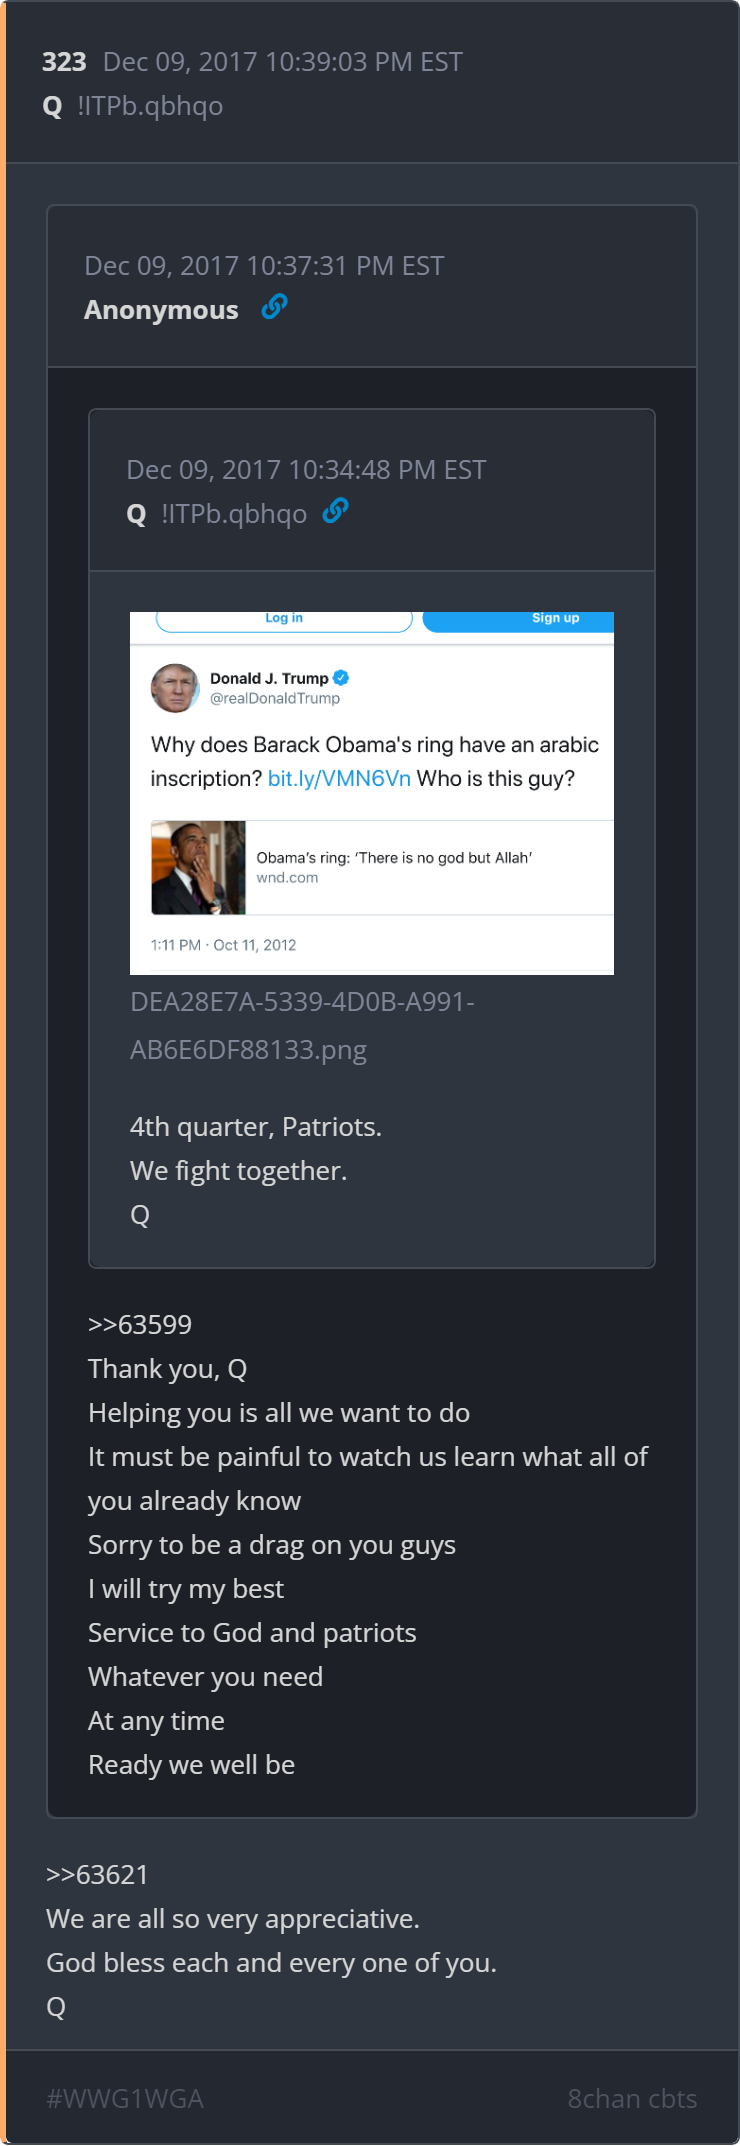 323 Dec 09, 2017 10:39:03 PM EST
Q !ITPb.qbhqo
Dec 09, 2017 10:37:31 PM EST
Anonymous
Dec 09, 2017 10:34:48 PM EST
Q !ITPb.qbhqo
Log in Sign up
Donald J. Trump
@realDonaldTrump
Why does Barack Obama's ring have an arabic
inscription? bit.ly/VMN6Vn Who is this guy?
Obama's ring: 'There is no god but Allah'
wnd.com
1:11 PM · Oct 11, 2012
DEA28E7A-5339-4D0B-A991-
AB6E6DF88133.png
4th quarter, Patriots.
We fight together.
Q
>>63599
Thank you, Q
Helping you is all we want to do
It must be painful to watch us learn what all of
you already know
Sorry to be a drag on you guys
I will try my best
Service to God and patriots
Whatever you need
At any time
Ready we well be
>>63621
We are all so very appreciative.
God bless each and every one of you.
Q
#WWG1WGA 8chan cbts